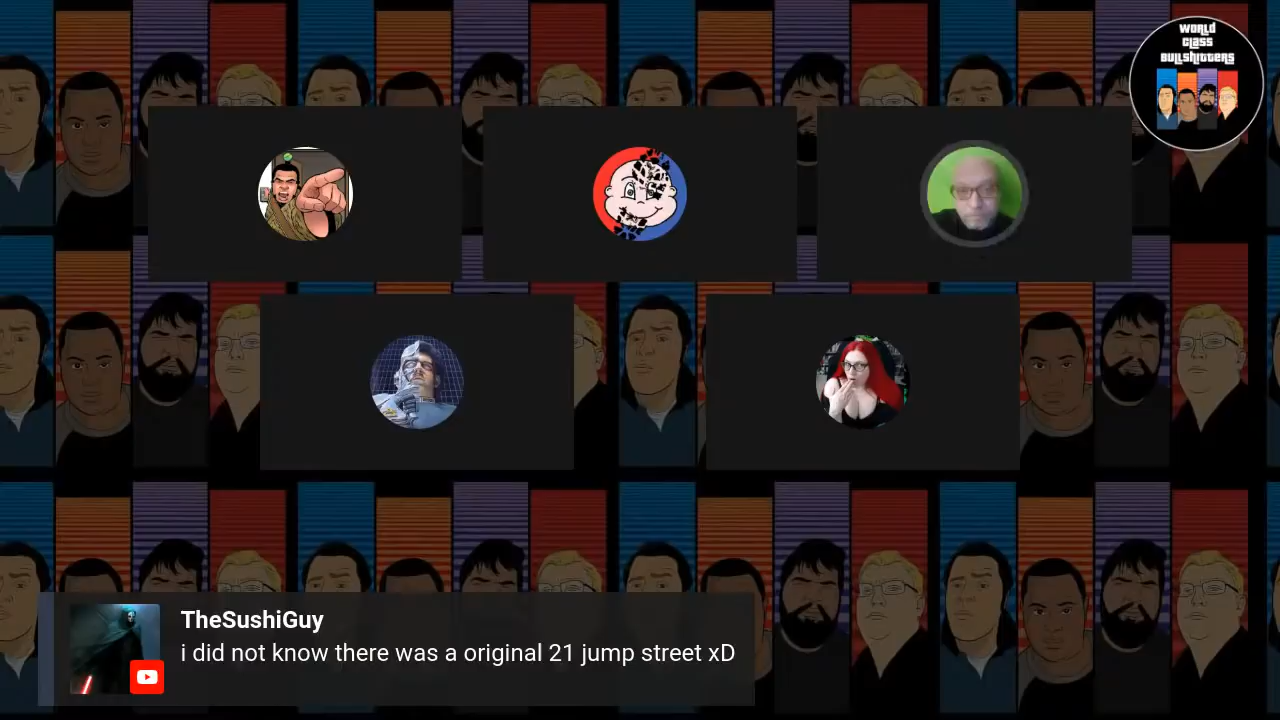 WORLD
CLASS
BULLSHITTERS
TheSushiGuy
i did not know there was a original 21 jump street xD